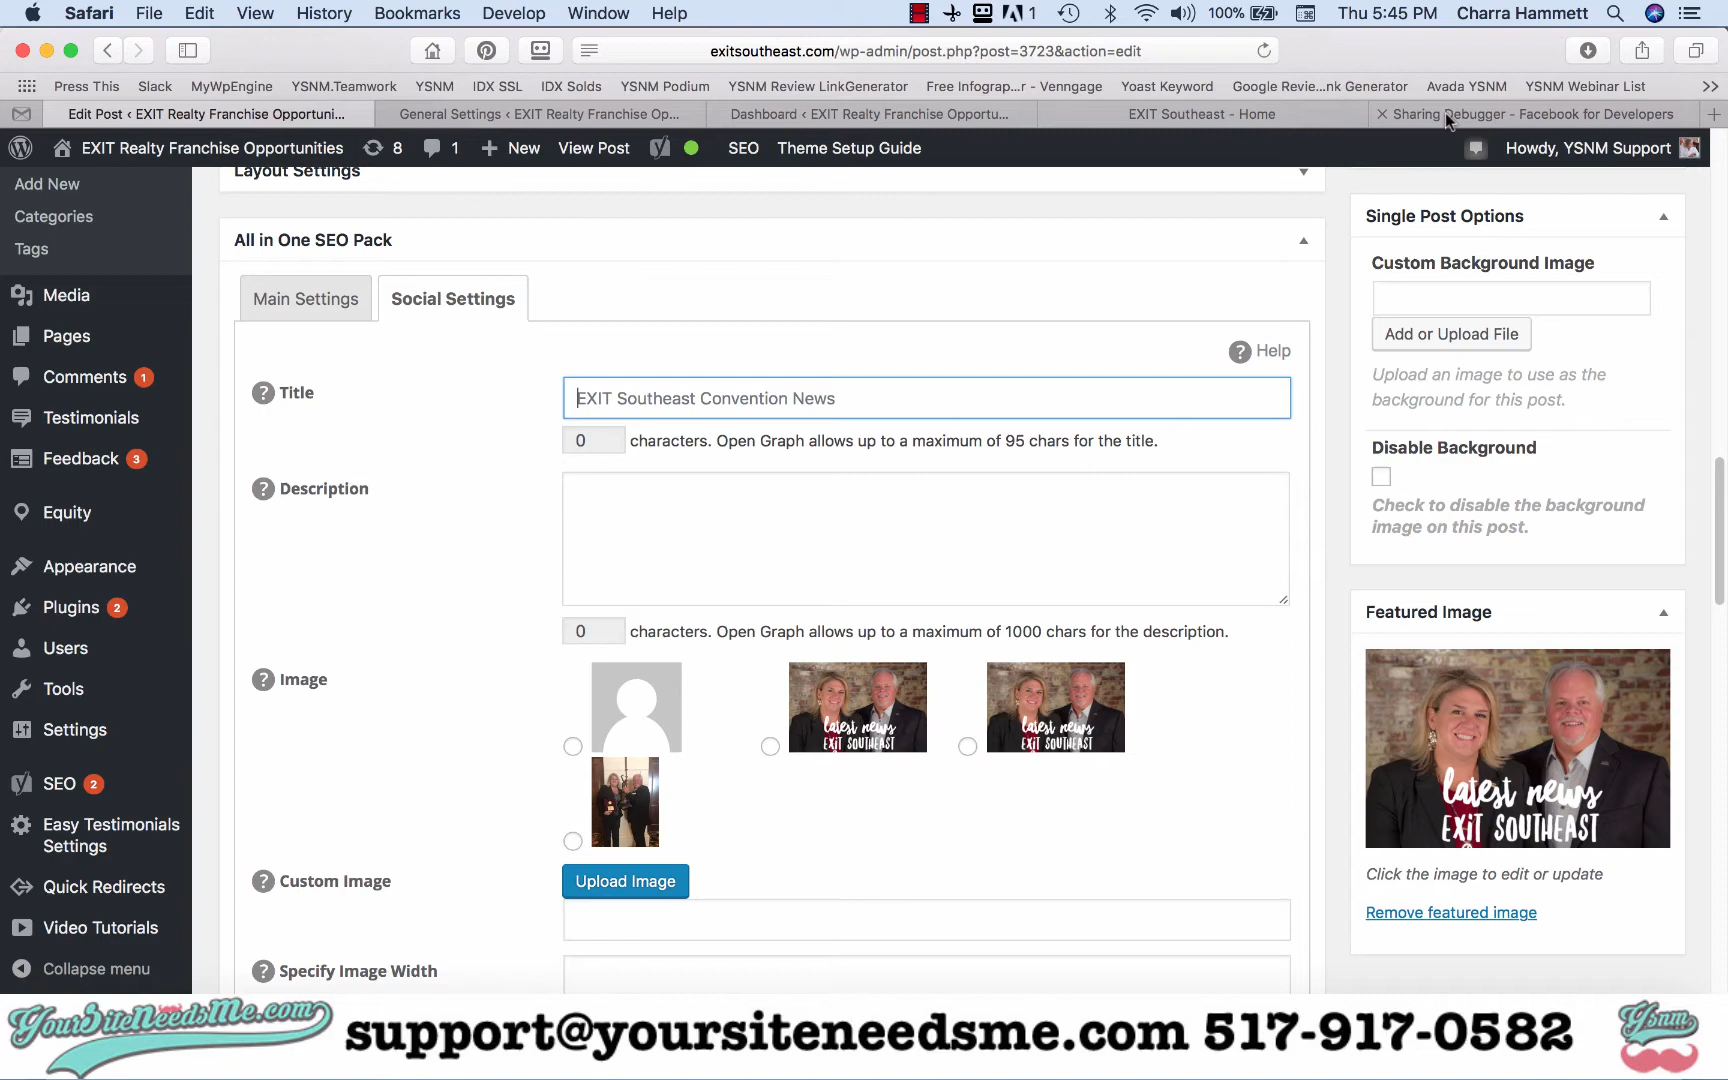 Safari File Edit View History Bookmarks Develop Window Help 1 100% Thu 5:45 PM Charra Hammett
exitsoutheast.com/wp-admin/post.php?post=3723&action=edit
Press This Slack MyWpEngine YSNM.Teamwork YSNM IDX SSL IDX Solds YSNM Podium YSNM Review LinkGenerator Free Infograp...r - Venngage Yoast Keyword Google Revie...nk Generator Avada YSNM YSNM Webinar List
Edit Post ‹ EXIT Realty Franchise Opportuni... General Settings ‹ EXIT Realty Franchise Op... Dashboard ‹ EXIT Realty Franchise Opportu... EXIT Southeast - Home Sharing Debugger - Facebook for Developers
EXIT Realty Franchise Opportunities 8 1 New View Post SEO Theme Setup Guide Howdy, YSNM Support
Add New
Categories
Tags
Media
Pages
Comments 1
Testimonials
Feedback 3
Equity
Appearance
Plugins 2
Users
Tools
Settings
SEO 2
Easy Testimonials
Settings
Quick Redirects
Video Tutorials
Collapse menu
Layout Settings
All in One SEO Pack
Main Settings Social Settings
Help
Title
EXIT Southeast Convention News
0 characters. Open Graph allows up to a maximum of 95 chars for the title.
Description
0 characters. Open Graph allows up to a maximum of 1000 chars for the description.
Image
latest news
EXIT SOUTHEAST
latest news
EXIT SOUTHEAST
Custom Image
Upload Image
Specify Image Width
Single Post Options
Custom Background Image
Add or Upload File
Upload an image to use as the
background for this post.
Disable Background
Check to disable the background
image on this post.
Featured Image
latest news
EXIT SOUTHEAST
Click the image to edit or update
Remove featured image
YourSiteNeedsMe.com support@yoursiteneedsme.com 517-917-0582 Ysnm